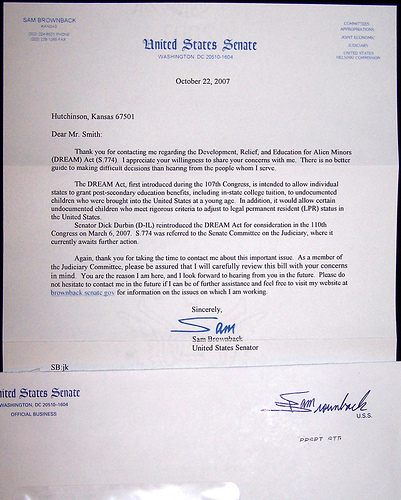 SAM BROWNBACK
KANSAS
United States Senate
WASHINGTON, DC 20510-1604
COMMITTEES:
APPROPRIATIONS
JOINT ECONOMIC
JUDICIARY
UNITED STATES
HELSINKI COMMISSION
October 22, 2007
Hutchinson, Kansas 67501
Dear Mr. Smith:
Thank you for contacting me regarding the Development, Relief, and Education for Alien Minors
(DREAM) Act (S.774). I appreciate your willingness to share your concerns with me. There is no better
guide to making difficult decisions than hearing from the people whom I serve.
The DREAM Act, first introduced during the 107th Congress, is intended to allow individual
states to grant post-secondary education benefits, including in-state college tuition, to undocumented
children who were brought into the United States at a young age. In addition, it would allow certain
undocumented children who meet rigorous criteria to adjust to legal permanent resident (LPR) status in
the United States.
Senator Dick Durbin (D-IL) reintroduced the DREAM Act for consideration in the 110th
Congress on March 6, 2007. S.774 was referred to the Senate Committee on the Judiciary, where it
currently awaits further action.
Again, thank you for taking the time to contact me about this important issue. As a member of
the Judiciary Committee, please be assured that I will carefully review this bill with your concerns
in mind. You are the reason I am here, and I look forward to hearing from you in the future. Please do
not hesitate to contact me in the future if I can be of further assistance and feel free to visit my website at
brownback.senate.gov for information on the issues on which I am working.
Sincerely,
Sam
Sam Brownback
United States Senator
SB:jk
nited States Senate
WASHINGTON, DC 20510-1604
OFFICIAL BUSINESS
Sam Brownback
U.S.S.
PRSRT STD